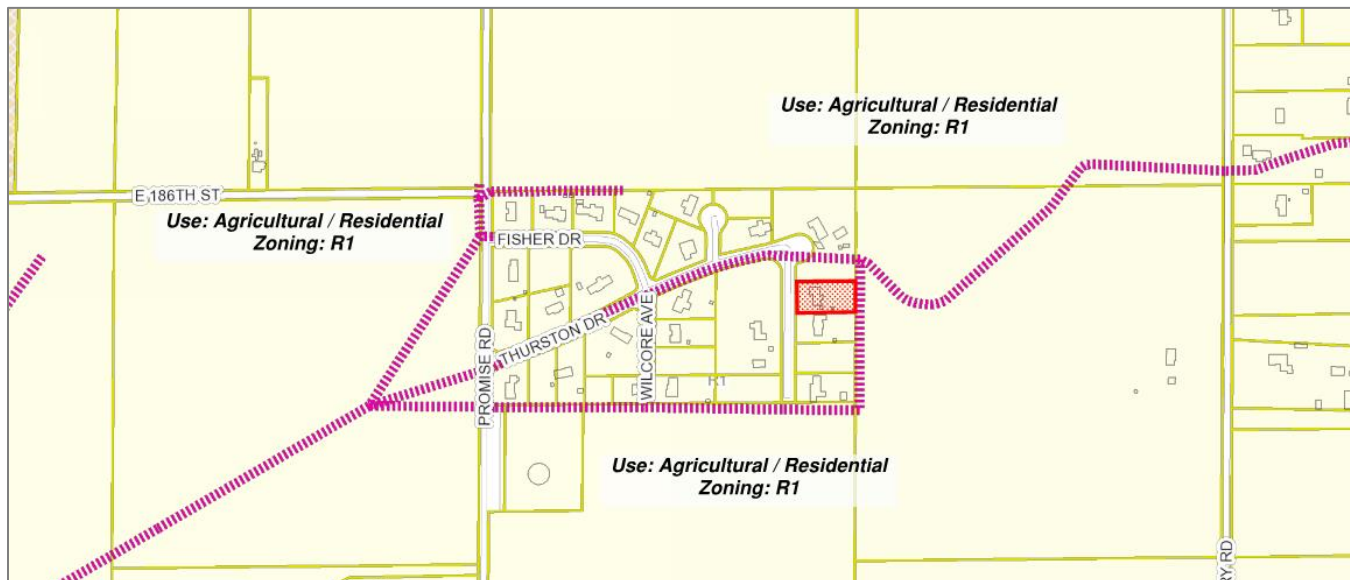 Use: Agricultural / Residential
Zoning: R1
E 186TH ST
Use: Agricultural / Residential
Zoning: R1
FISHER DR
THURSTON DR
WILCORE AVE
PROMISE RD
R1
Use: Agricultural / Residential
Zoning: R1
RY RD